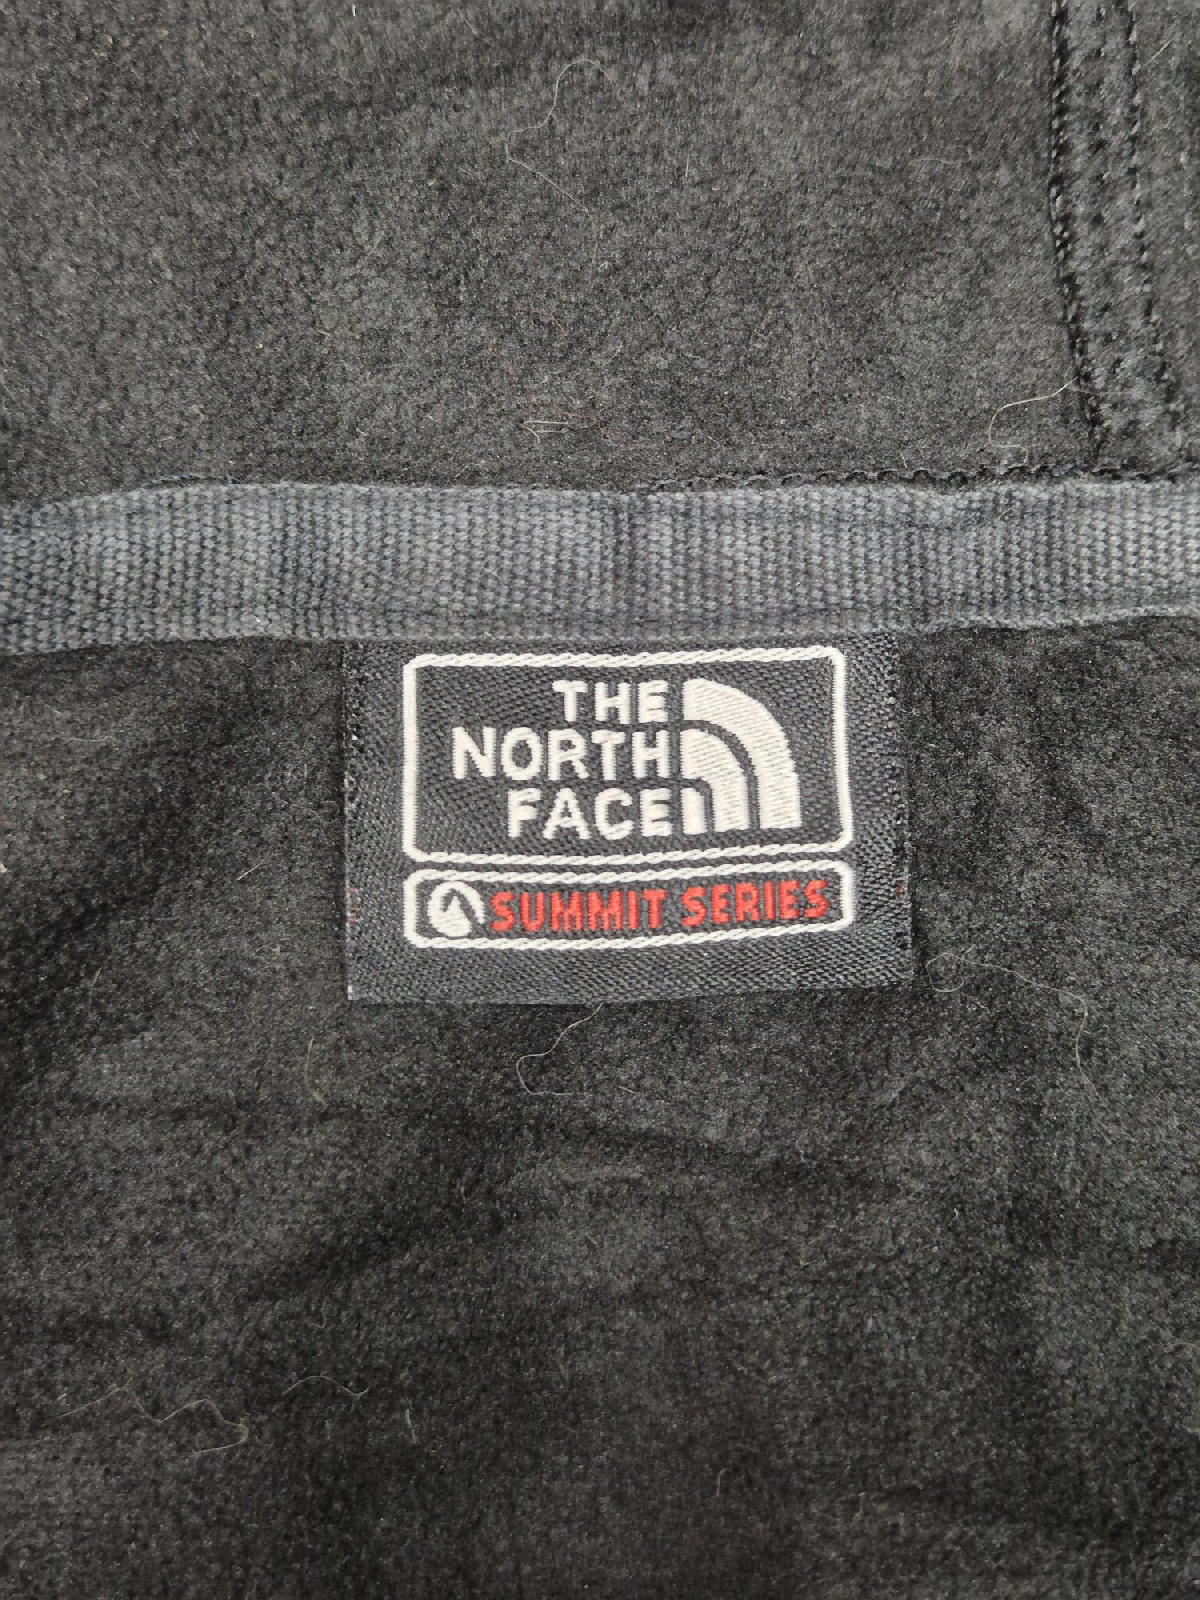 THE
NORTH
FACE
SUMMIT SERIES